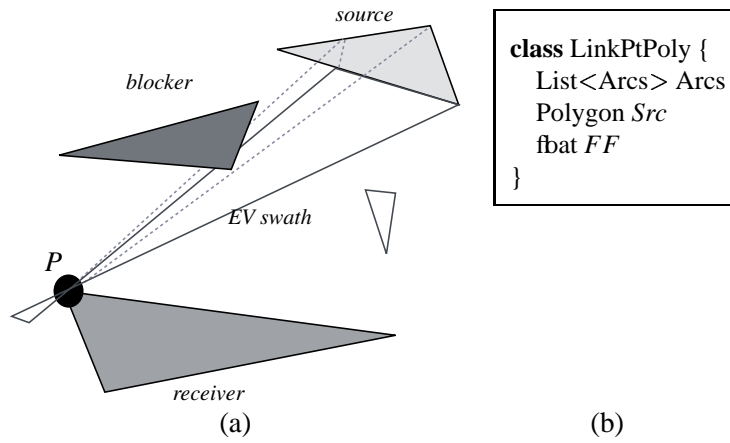 source
blocker
EV swath
P
receiver
(a)
class LinkPtPoly {
List<Arcs> Arcs
Polygon Src
fbat FF
}
(b)